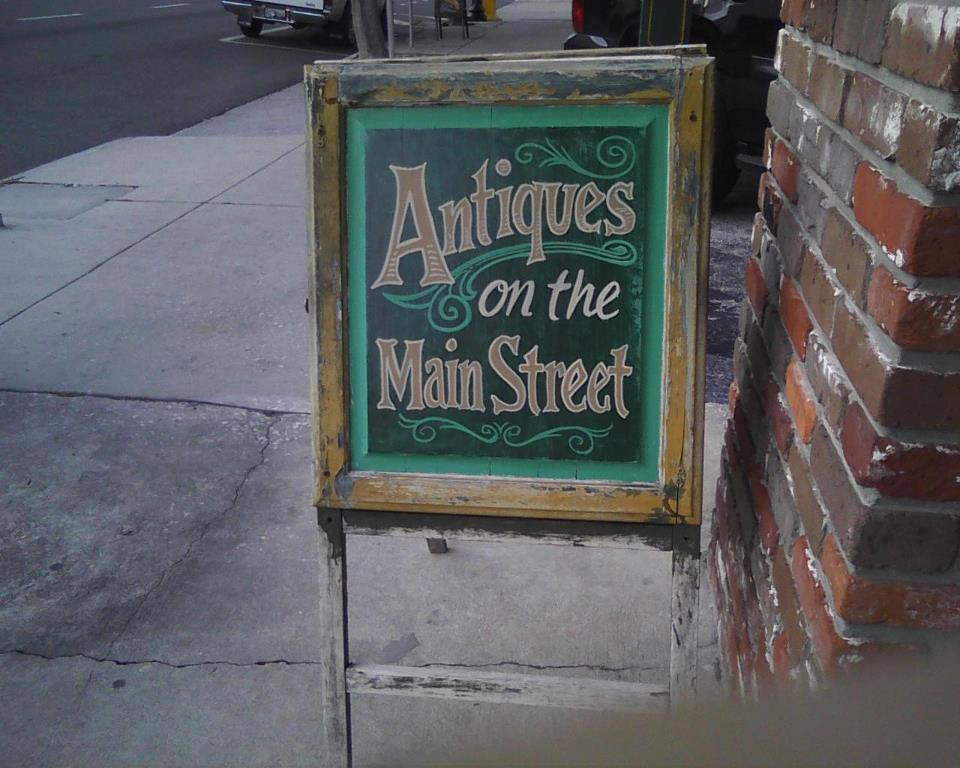 Antiques
on the
Main Street